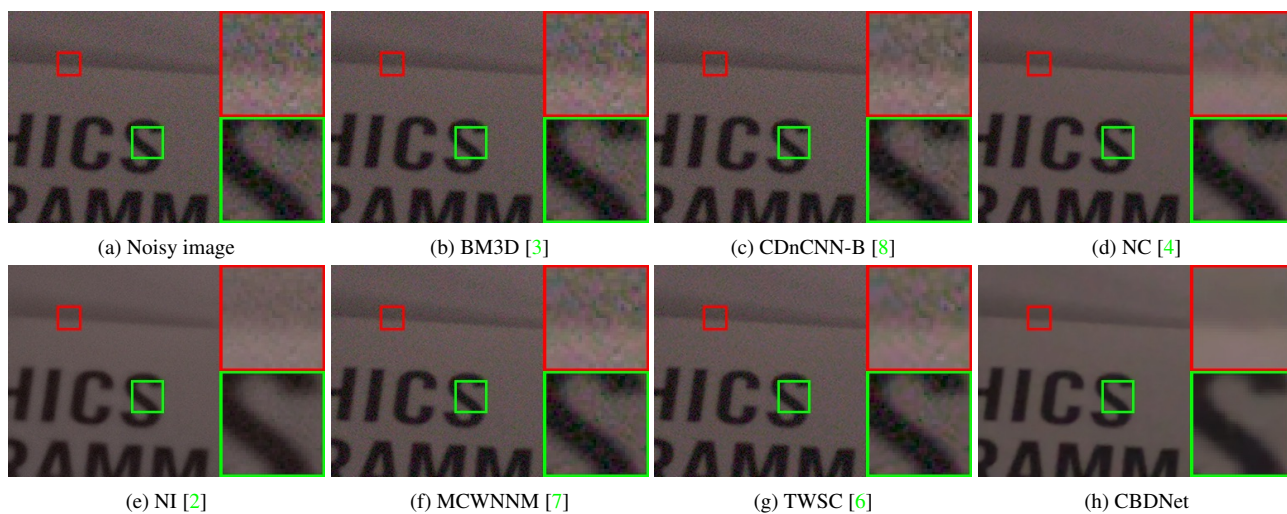 HICS HICS HICS HICS
RAMM RAMM RAMM RAMM
(a) Noisy image (b) BM3D [3] (c) CDnCNN-B [8] (d) NC [4]
HICS HICS HICS HICS
RAMM RAMM RAMM RAMM
(e) NI [2] (f) MCWNNM [7] (g) TWSC [6] (h) CBDNet